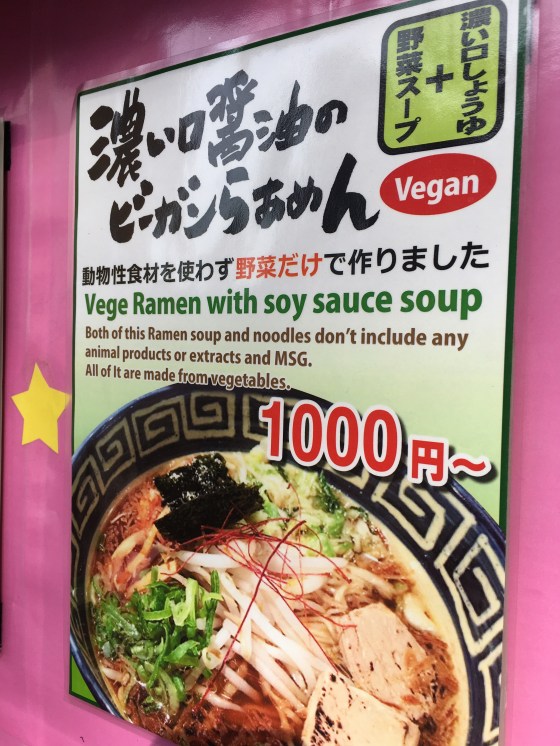 濃い口しょうゆ
+
野菜スープ
濃い口醤油の
ビーガンらあめん
Vegan
動物性食材を使わず野菜だけで作りました
Vege Ramen with soy sauce soup
Both of this Ramen soup and noodles don't include any
animal products or extracts and MSG.
All of It are made from vegetables.
1000円～